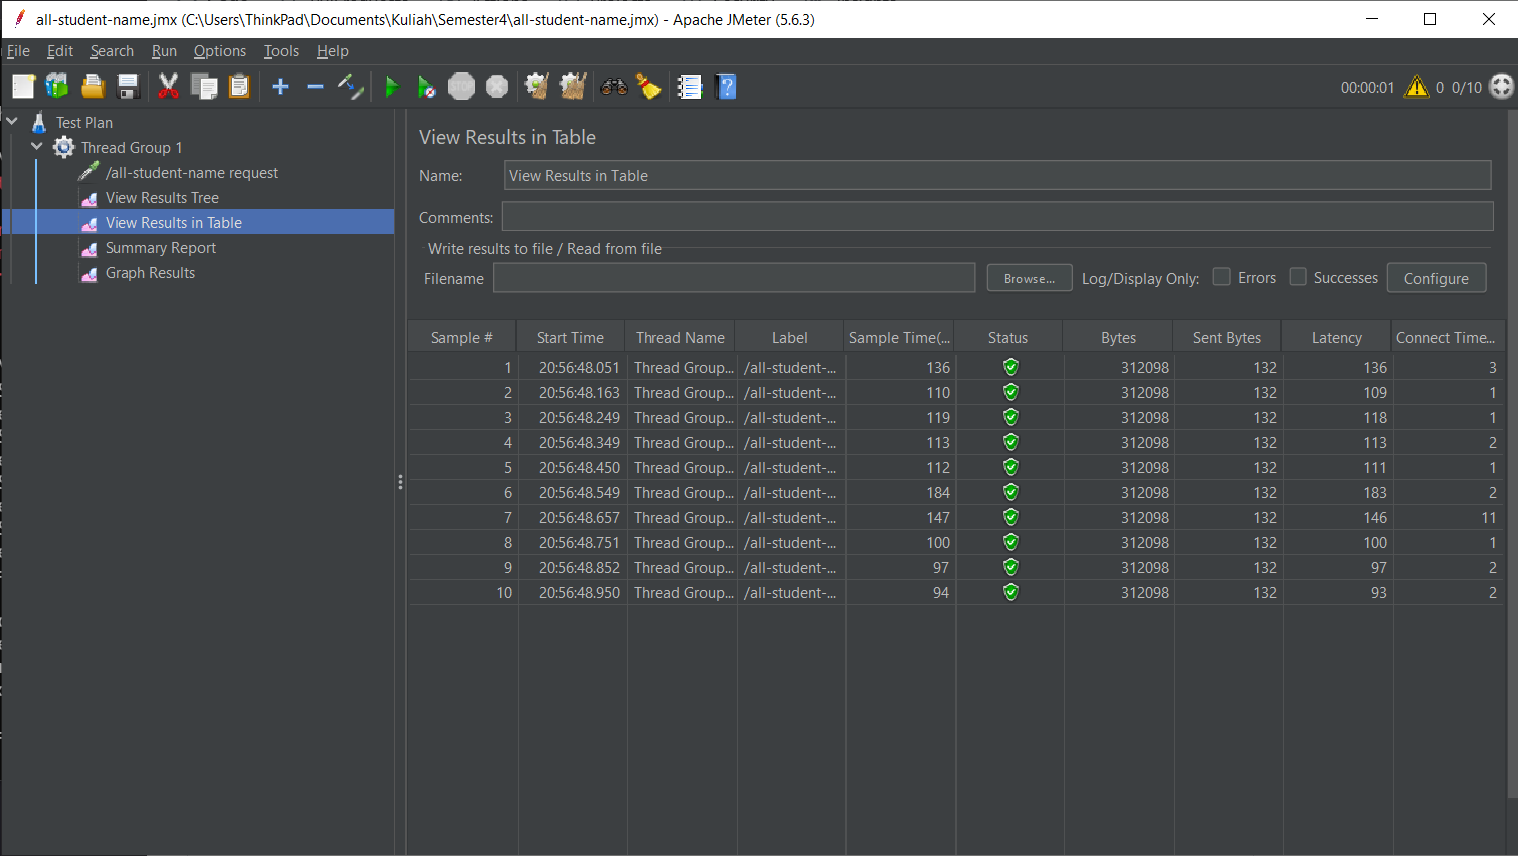 all-student-name.jmx (C:\Users\ThinkPad\Documents\Kuliah\Semester4\all-student-name.jmx) - Apache JMeter (5.6.3)
File Edit Search Run Options Tools Help
STOP 00:00:01 0 0/10
Test Plan
Thread Group 1
/all-student-name request
View Results Tree
View Results in Table
Summary Report
Graph Results
View Results in Table
Name: View Results in Table
Comments:
Write results to file / Read from file
Filename Browse... Log/Display Only: Errors Successes Configure
Sample # Start Time Thread Name Label Sample Time(... Status Bytes Sent Bytes Latency Connect Time...
1 20:56:48.051 Thread Group... /all-student-... 136 312098 132 136 3
2 20:56:48.163 Thread Group... /all-student-... 110 312098 132 109 1
3 20:56:48.249 Thread Group... /all-student-... 119 312098 132 118 1
4 20:56:48.349 Thread Group... /all-student-... 113 312098 132 113 2
5 20:56:48.450 Thread Group... /all-student-... 112 312098 132 111 1
6 20:56:48.549 Thread Group... /all-student-... 184 312098 132 183 2
7 20:56:48.657 Thread Group... /all-student-... 147 312098 132 146 11
8 20:56:48.751 Thread Group... /all-student-... 100 312098 132 100 1
9 20:56:48.852 Thread Group... /all-student-... 97 312098 132 97 2
10 20:56:48.950 Thread Group... /all-student-... 94 312098 132 93 2